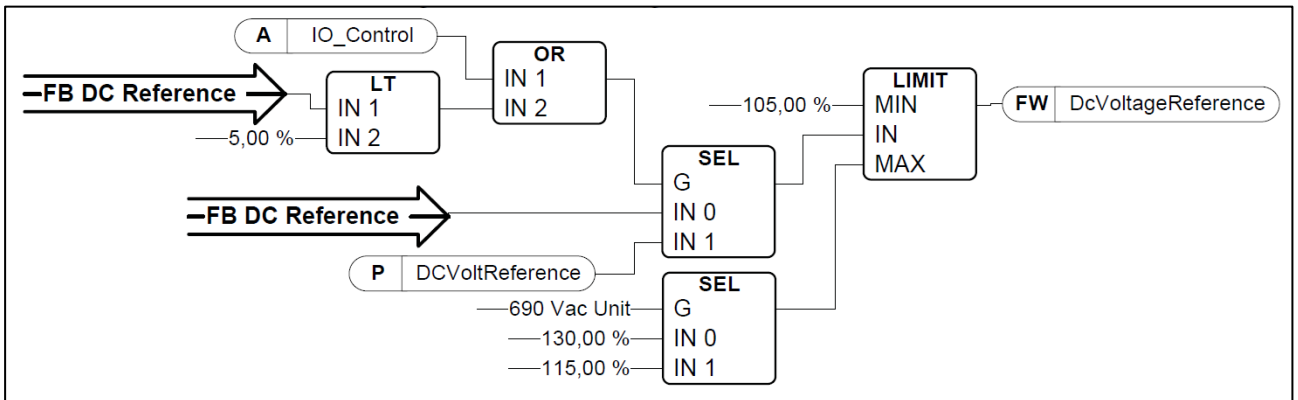 A IO_Control
FB DC Reference
LT
IN 1
5,00 % IN 2
OR
IN 1
IN 2
FB DC Reference
P DCVoltReference
SEL
G
IN 0
IN 1
690 Vac Unit G
130,00 % IN 0
115,00 % IN 1
SEL
LIMIT
105,00 % MIN
IN
MAX
FW DcVoltageReference